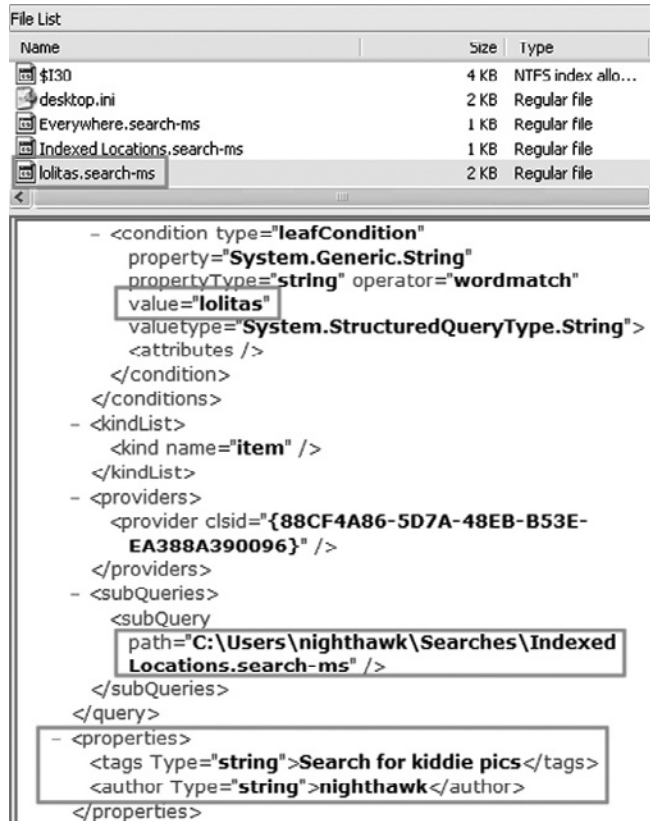 File List
Name Size Type
$I30 4 KB NTFS index allo...
desktop.ini 2 KB Regular file
Everywhere.search-ms 1 KB Regular file
Indexed Locations.search-ms 1 KB Regular file
lolitas.search-ms 2 KB Regular file
- <condition type="leafCondition"
property="System.Generic.String"
propertyType="string" operator="wordmatch"
value="lolitas"
valuetype="System.StructuredQueryType.String">
<attributes />
</condition>
</conditions>
- <kindList>
<kind name="item" />
</kindList>
- <providers>
<provider clsid="{88CF4A86-5D7A-48EB-B53E-
EA388A390096}" />
</providers>
- <subQueries>
<subQuery
path="C:\Users\nighthawk\Searches\Indexed
Locations.search-ms" />
</subQueries>
</query>
- <properties>
<tags Type="string">Search for kiddie pics</tags>
<author Type="string">nighthawk</author>
</properties>